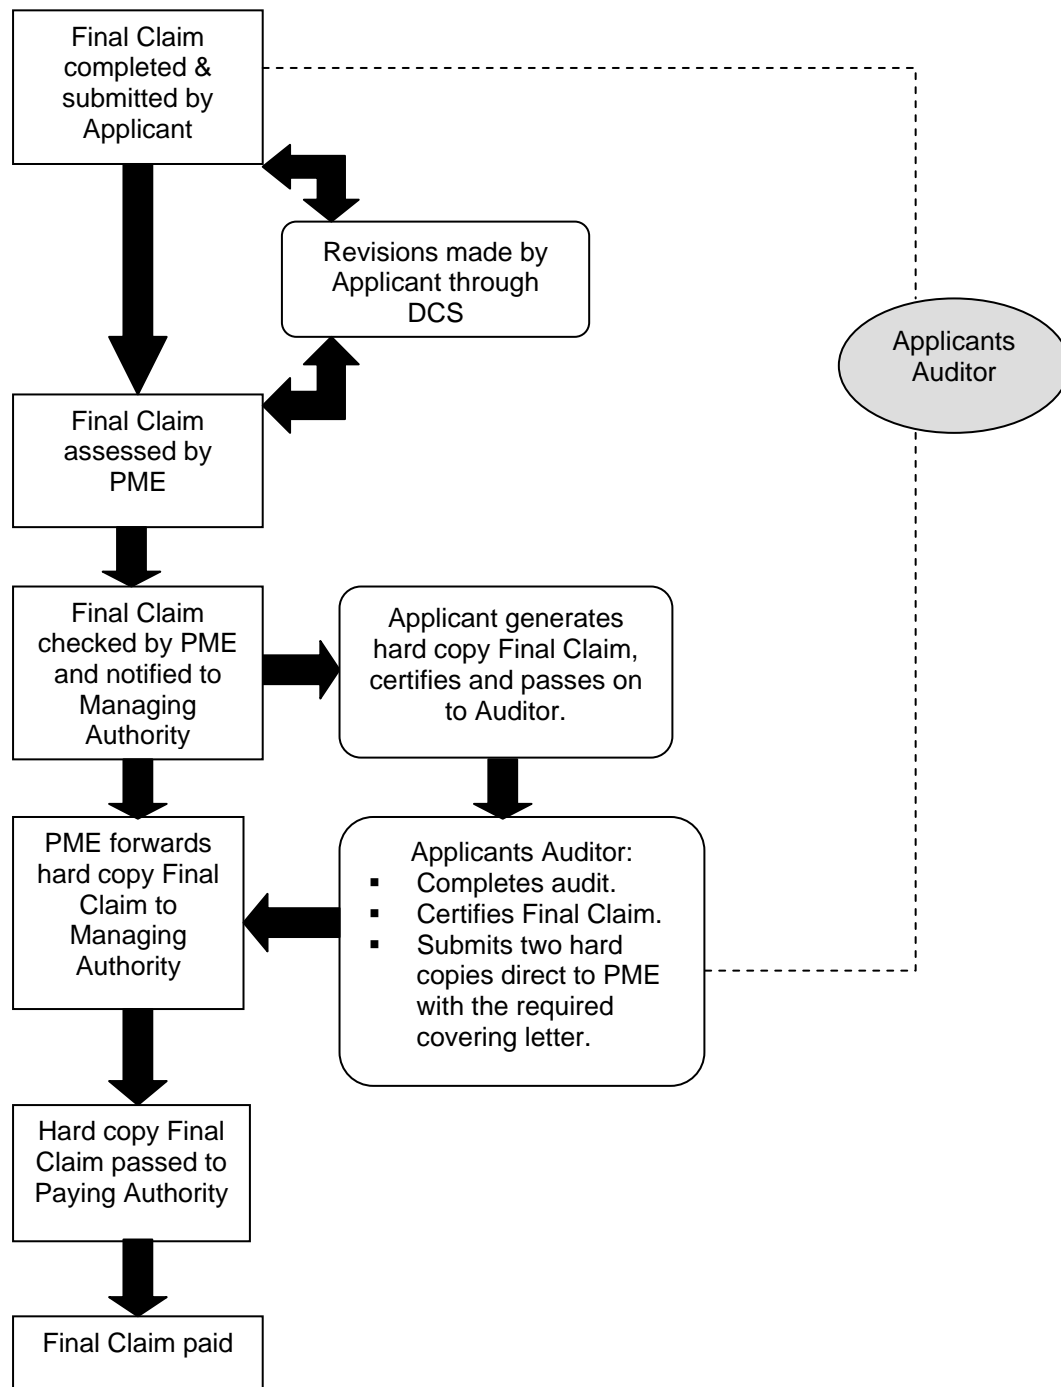 Final Claim
completed &
submitted by
Applicant
Revisions made by
Applicant through
DCS
Applicants
Auditor
Final Claim
assessed by
PME
Final Claim
checked by PME
and notified to
Managing
Authority
Applicant generates
hard copy Final Claim,
certifies and passes on
to Auditor.
PME forwards
hard copy Final
Claim to
Managing
Authority
Applicants Auditor:
▪ Completes audit.
▪ Certifies Final Claim.
▪ Submits two hard
copies direct to PME
with the required
covering letter.
Hard copy Final
Claim passed to
Paying Authority
Final Claim paid